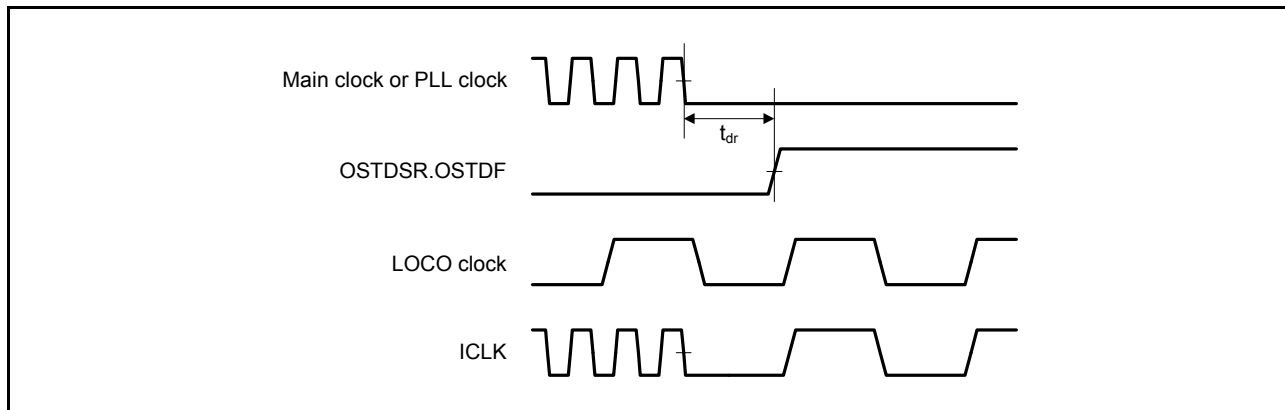 Main clock or PLL clock
tdr
OSTDSR.OSTDF
LOCO clock
ICLK